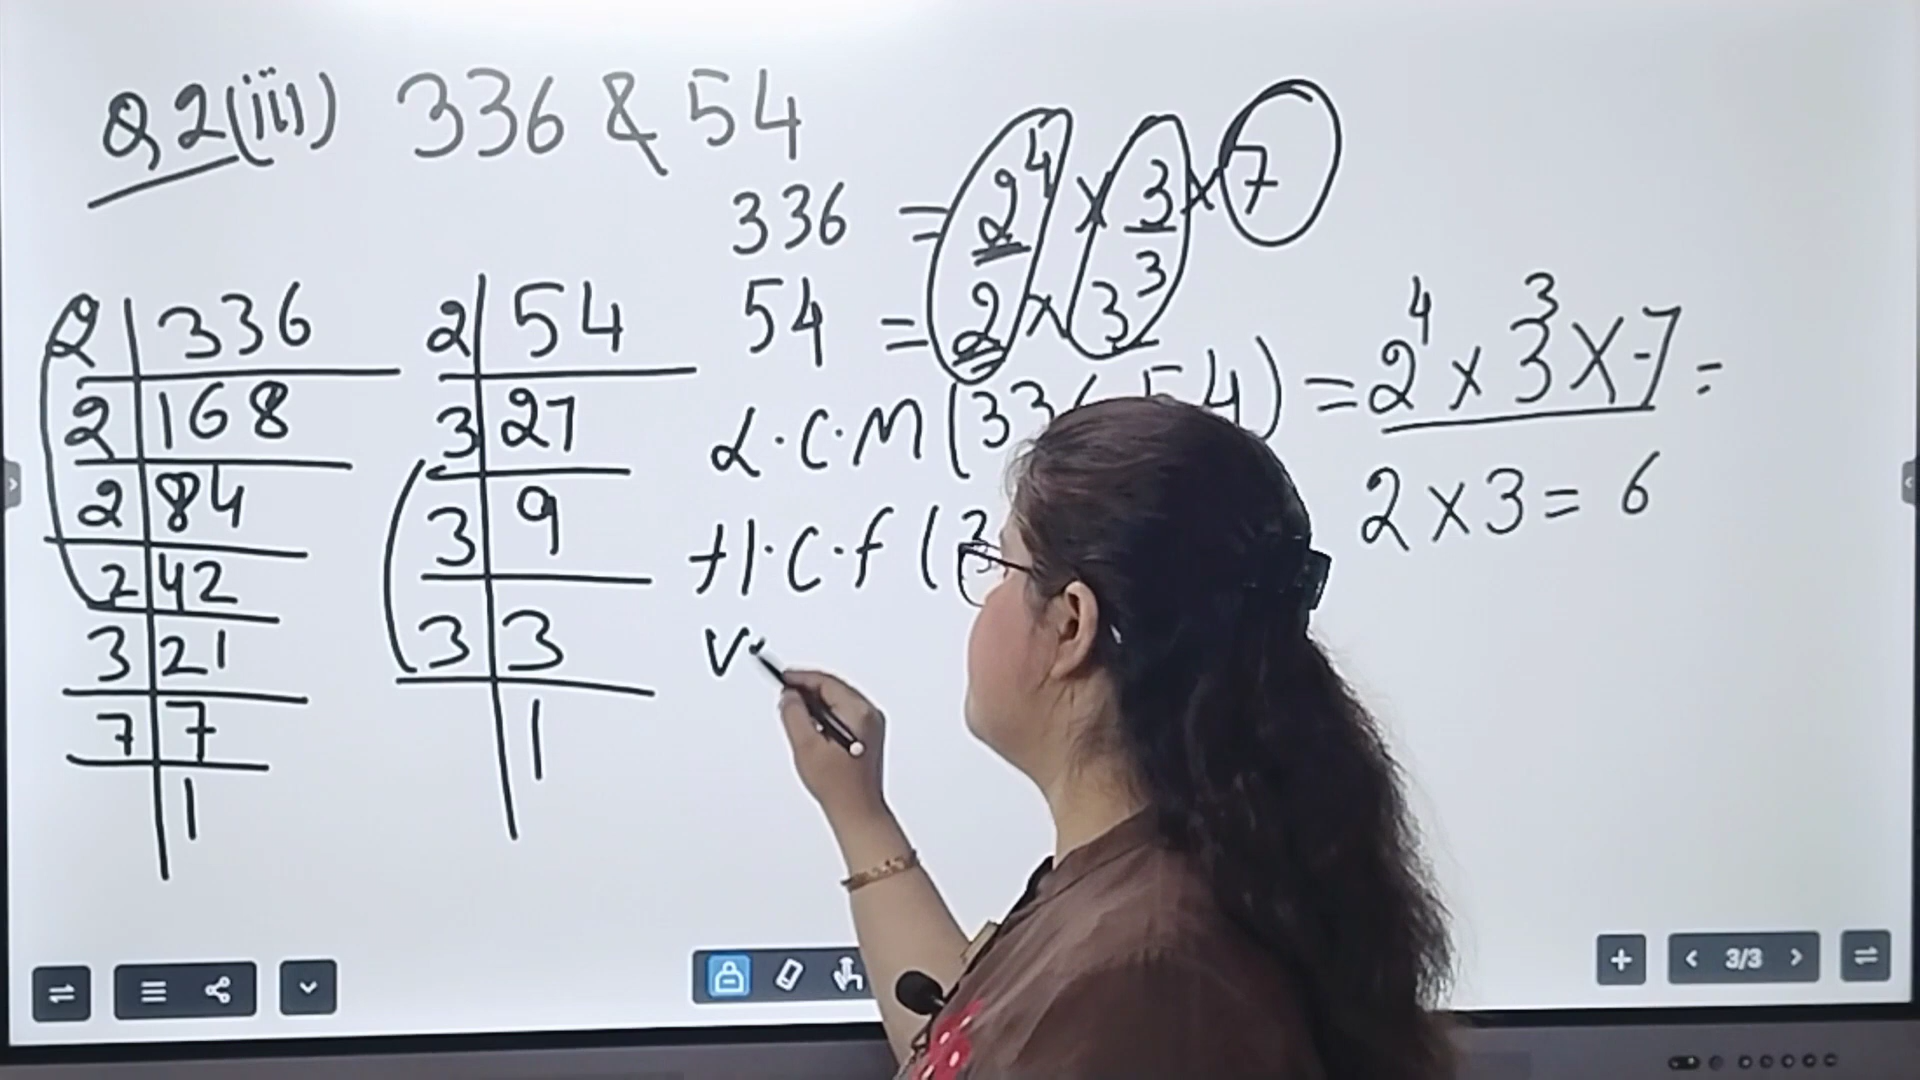 Q2(iii) 336 & 54
336 = 2⁴ × 3 × 7
54 = 2 × 3³
L.C.M (336, 54) = 2⁴ × 3³ × 7 =
H.C.F (3 2 × 3 = 6
V
2 | 336
2 | 168
2 | 84
2 | 42
3 | 21
7 | 7
1
2 | 54
3 | 27
3 | 9
3 | 3
1
3/3